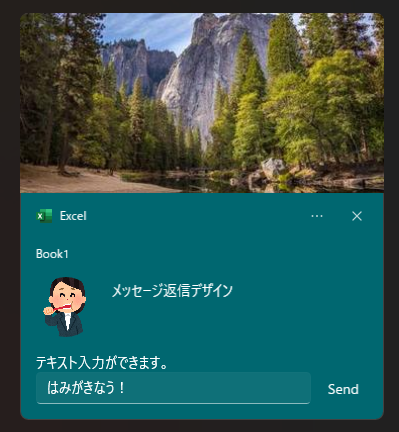 Excel
Book1
メッセージ返信デザイン
テキスト入力ができます。
はみがきなう！
Send